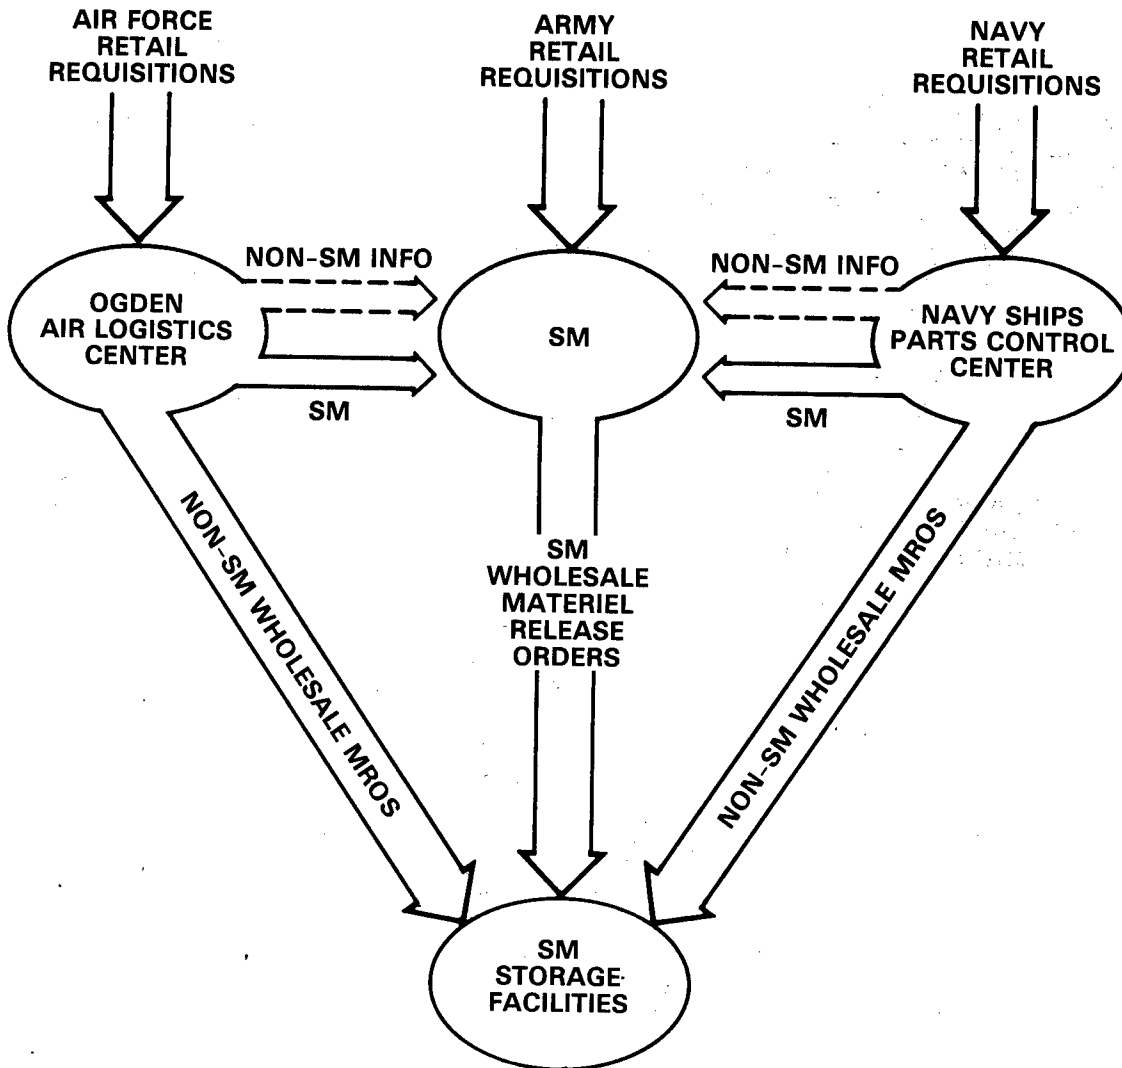 AIR FORCE
RETAIL
REQUISITIONS
ARMY
RETAIL
REQUISITIONS
NAVY
RETAIL
REQUISITIONS
NON-SM INFO
NON-SM INFO
OGDEN
AIR LOGISTICS
CENTER
SM
NAVY SHIPS
PARTS CONTROL
CENTER
SM
SM
NON-SM WHOLESALE MROS
SM
WHOLESALE
MATERIEL
RELEASE
ORDERS
NON-SM WHOLESALE MROS
SM
STORAGE
FACILITIES